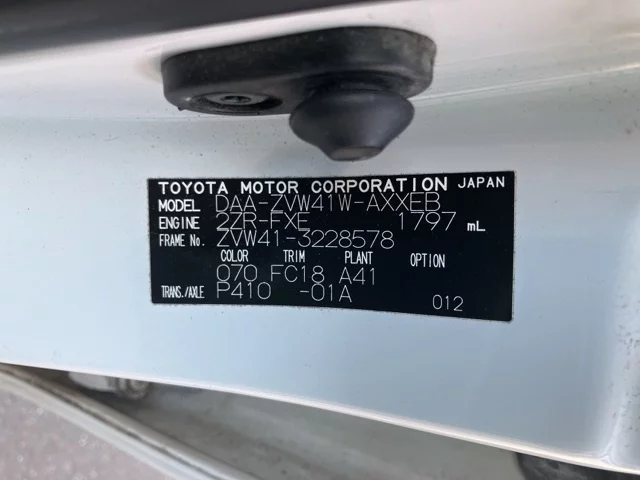 TOYOTA MOTOR CORPORATION JAPAN
MODEL DAA-ZVW41W-AXXEB
ENGINE 2ZR-FXE 1797 mL
FRAME No. ZVW41-3228578
COLOR TRIM PLANT OPTION
070 FC18 A41
TRANS./AXLE P410 -01A 012